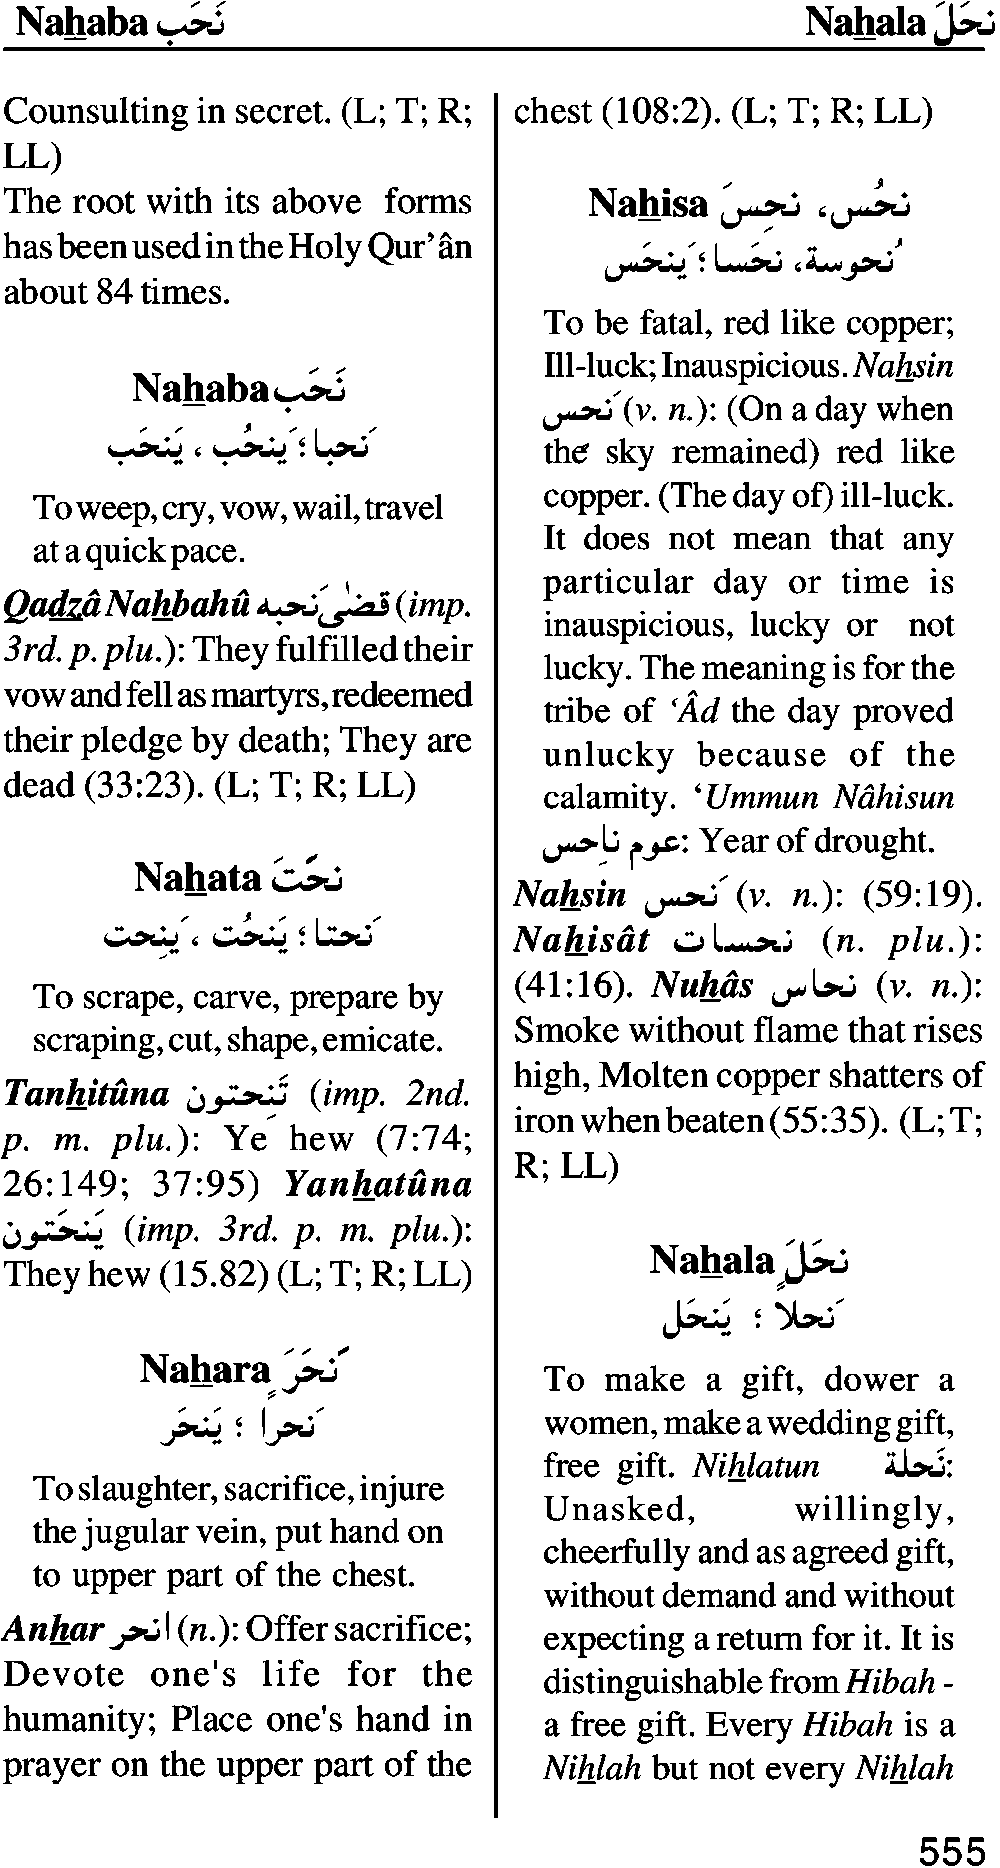 Nahaba نَحَبَ
Nahala نحَلَ
Counsulting in secret. (L; T; R;
LL)
The root with its above forms
has been used in the Holy Qur’ân
about 84 times.
Nahaba نَحَب
نَحبا؛ يَنحُب ، يَنحَب
To weep, cry, vow, wail, travel
at a quick pace.
Qadzâ Nahbahû قضىٰ نَحبه (imp.
3rd. p. plu.): They fulfilled their
vow and fell as martyrs, redeemed
their pledge by death; They are
dead (33:23). (L; T; R; LL)
Nahata نحَتَ
نَحتا؛ يَنحُت ، يَنحِت
To scrape, carve, prepare by
scraping, cut, shape, emicate.
Tanhitûna تَنحِتون (imp. 2nd.
p. m. plu.): Ye hew (7:74;
26:149; 37:95) Yanhatûna
يَنحَتون (imp. 3rd. p. m. plu.):
They hew (15.82) (L; T; R; LL)
Nahara نَحَرَ
نَحراً ؛ يَنحَر
To slaughter, sacrifice, injure
the jugular vein, put hand on
to upper part of the chest.
Anhar انحر (n.): Offer sacrifice;
Devote one's life for the
humanity; Place one's hand in
prayer on the upper part of the
chest (108:2). (L; T; R; LL)
Nahisa نحُس، نحِسَ
نُحوسة، نحَسا؛ يَنحَس
To be fatal, red like copper;
Ill-luck; Inauspicious. Nahsin
نَحس (v. n.): (On a day when
the sky remained) red like
copper. (The day of) ill-luck.
It does not mean that any
particular day or time is
inauspicious, lucky or not
lucky. The meaning is for the
tribe of ‘Âd the day proved
unlucky because of the
calamity. ‘Ummun Nâhisun
عوم ناحِس: Year of drought.
Nahsin نَحس (v. n.): (59:19).
Nahisât نحسات (n. plu.):
(41:16). Nuhâs نحاس (v. n.):
Smoke without flame that rises
high, Molten copper shatters of
iron when beaten (55:35). (L; T;
R; LL)
Nahala نحَلَ
نَحلاً ؛ يَنحَل
To make a gift, dower a
women, make a wedding gift,
free gift. Nihlatun نَحلة:
Unasked, willingly,
cheerfully and as agreed gift,
without demand and without
expecting a return for it. It is
distinguishable from Hibah -
a free gift. Every Hibah is a
Nihlah but not every Nihlah
555